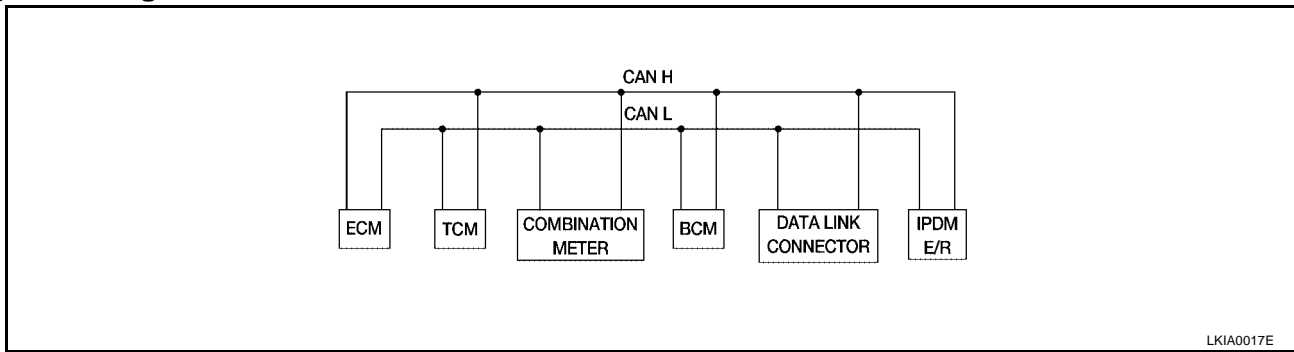 CAN H
CAN L
ECM
TCM
COMBINATION
METER
BCM
DATA LINK
CONNECTOR
IPDM
E/R
LKIA0017E